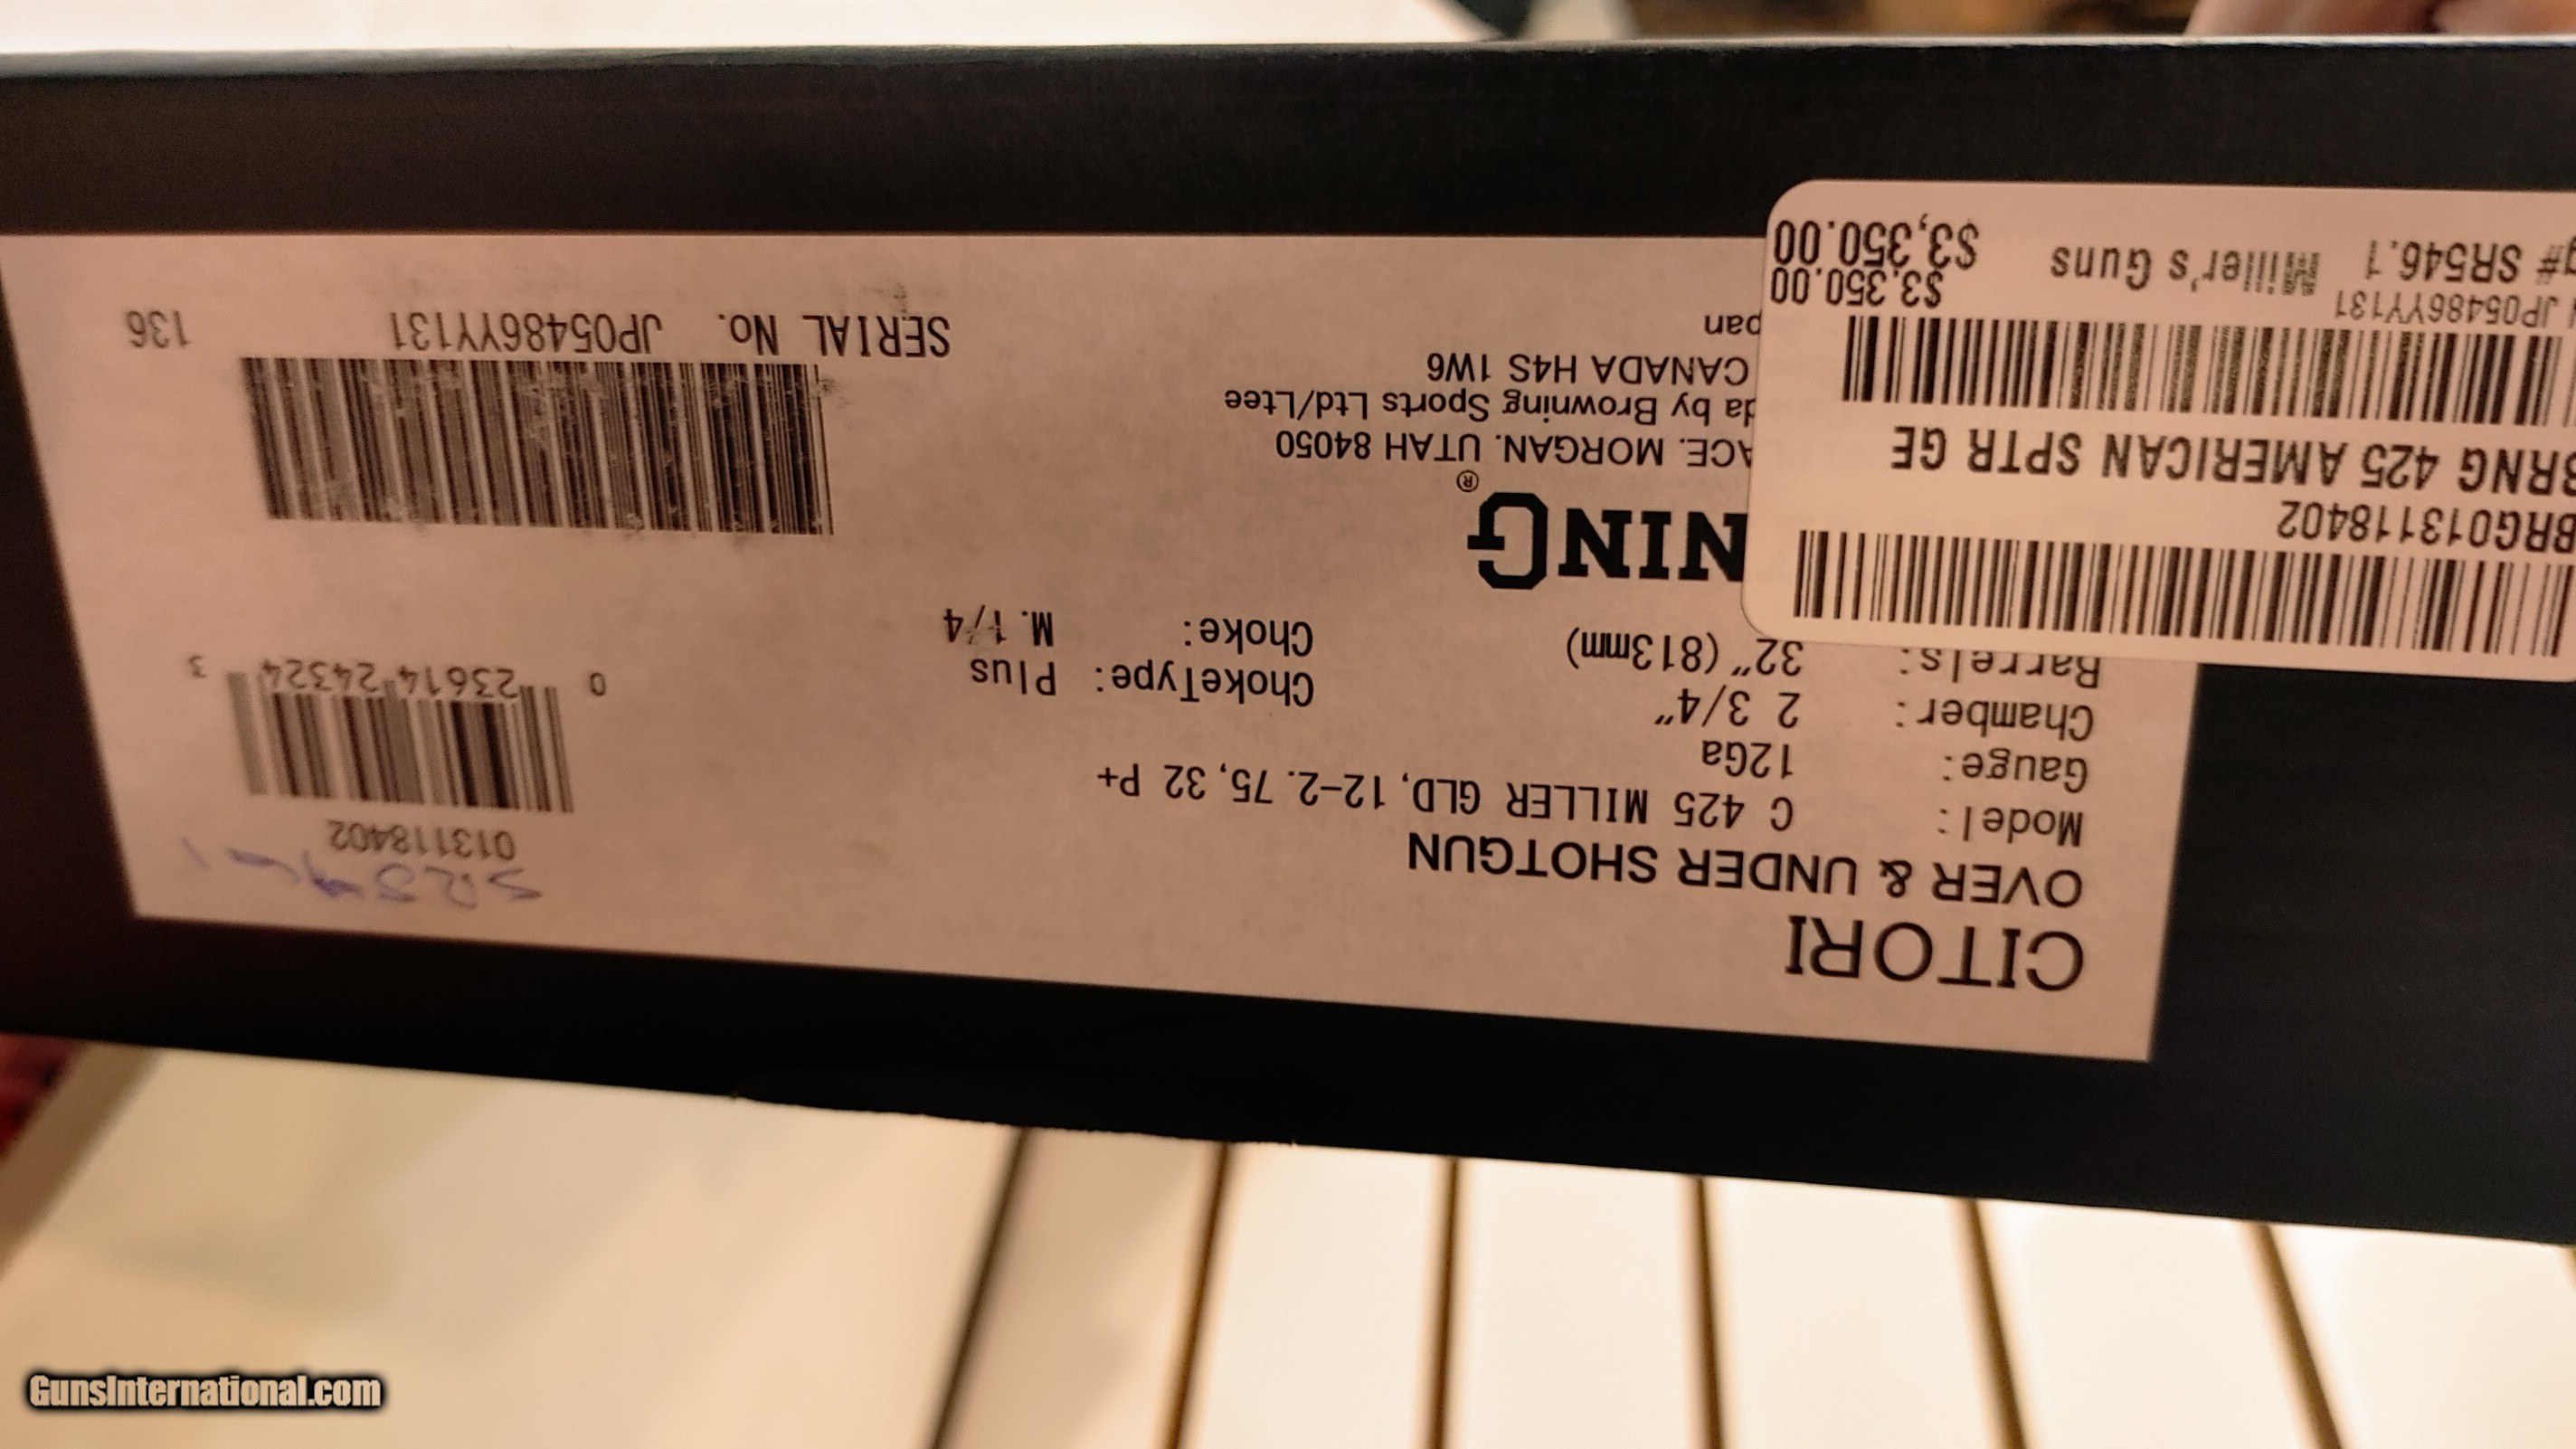 CITORI
OVER & UNDER SHOTGUN
Model: C 425 MILLER GLD, 12-2. 75, 32 P+
Gauge: 12Ga
Chamber: 2 3/4"
Barrels: 32" (813mm)
ChokeType: Plus
Choke: M. 1/4
NING®
ACE. MORGAN. UTAH 84050
da by Browning Sports Ltd/Ltee
CANADA H4S 1W6
pan
013118402
0 23614 24324 3
SERIAL No. JP05486YY131 136
BRG013118402
BRNG 425 AMERICAN SPTR GE
JP05486YY131 $3,350.00
g# SR546.1 Miller's Guns $3,350.00
GunsInternational.com